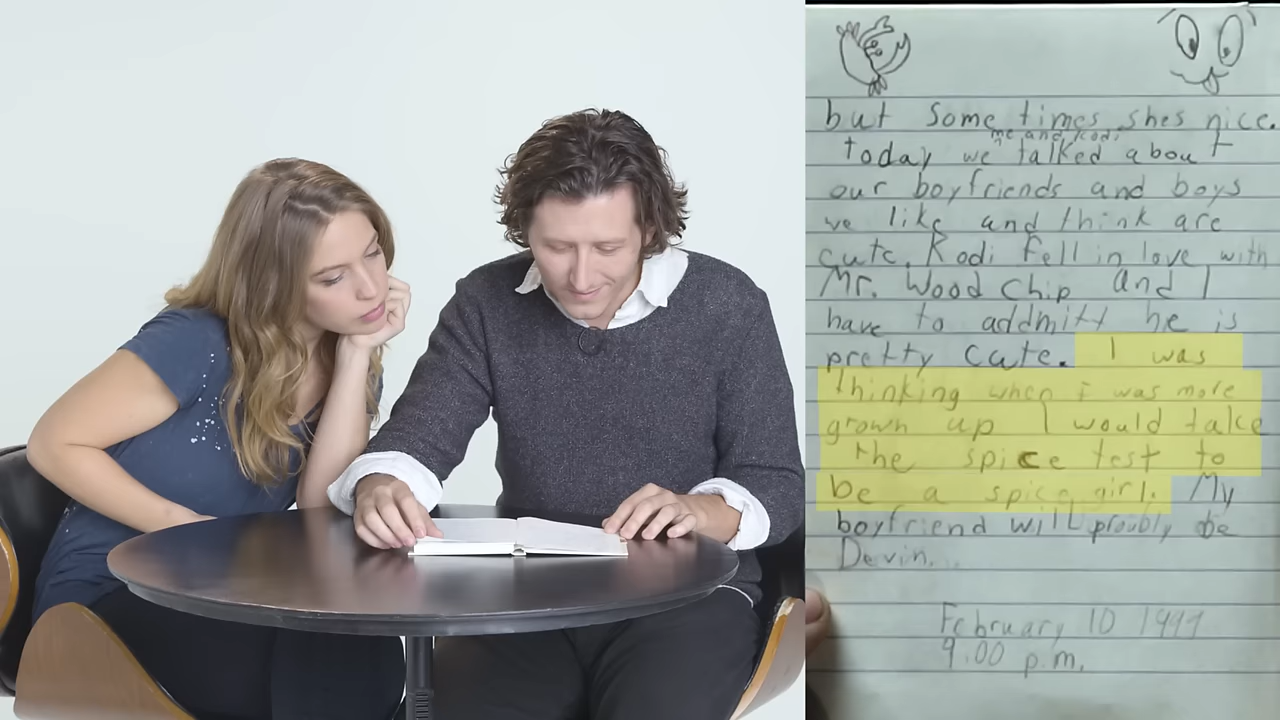 but some times shes nice.
me and Kodi
today we talked about
our boyfriends and boys
we like and think are
cute. Kodi fell in love with
Mr. Wood chip and I
have to addmitt he is
pretty cute. I was
thinking when i was more
grown up I would take
the spice test to
be a spice girl. My
boyfriend will proubly be
Devin.
February 10 1999
9:00 p.m.